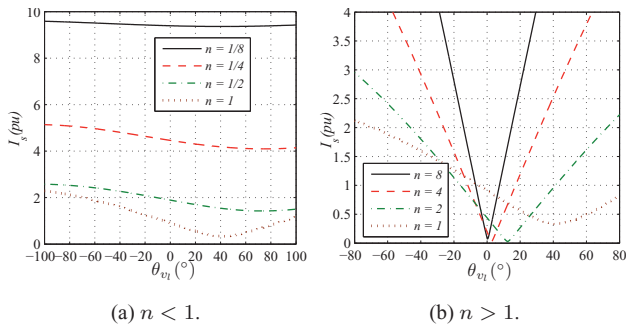 10
8
6
4
2
0
I_s(pu)
n = 1/8
n = 1/4
n = 1/2
n = 1
−100 −80 −60 −40 −20 0 20 40 60 80 100
θ_{v_l}(°)
(a) n < 1.
4
3.5
3
2.5
2
1.5
1
0.5
0
I_s(pu)
n = 8
n = 4
n = 2
n = 1
−80 −60 −40 −20 0 20 40 60 80
θ_{v_l}(°)
(b) n > 1.